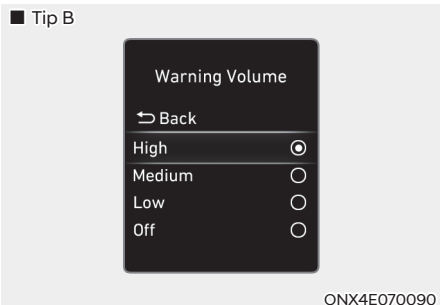 ■ Tip B
Warning Volume
⮌ Back
High
Medium
Low
Off
ONX4E070090